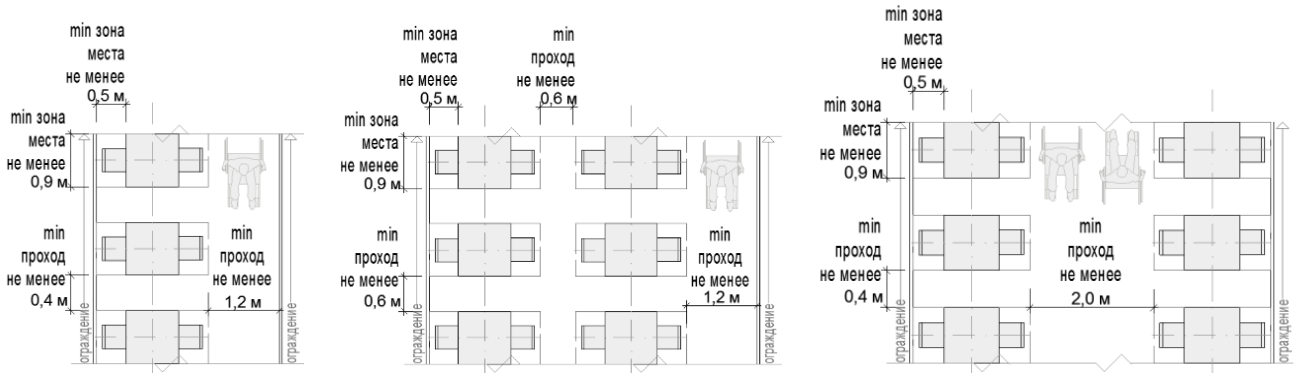 min зона
места
не менее
0,5 м
min зона
места
не менее
0,9 м
min
проход
не менее
0,4 м
min
проход
не менее
1,2 м
ограждение
ограждение
min зона
места
не менее
0,5 м
min
проход
не менее
0,6 м
min зона
места
не менее
0,9 м
min
проход
не менее
0,6 м
min
проход
не менее
1,2 м
ограждение
ограждение
min зона
места
не менее
0,5 м
min зона
места
не менее
0,9 м
min
проход
не менее
0,4 м
min
проход
не менее
2,0 м
ограждение
ограждение